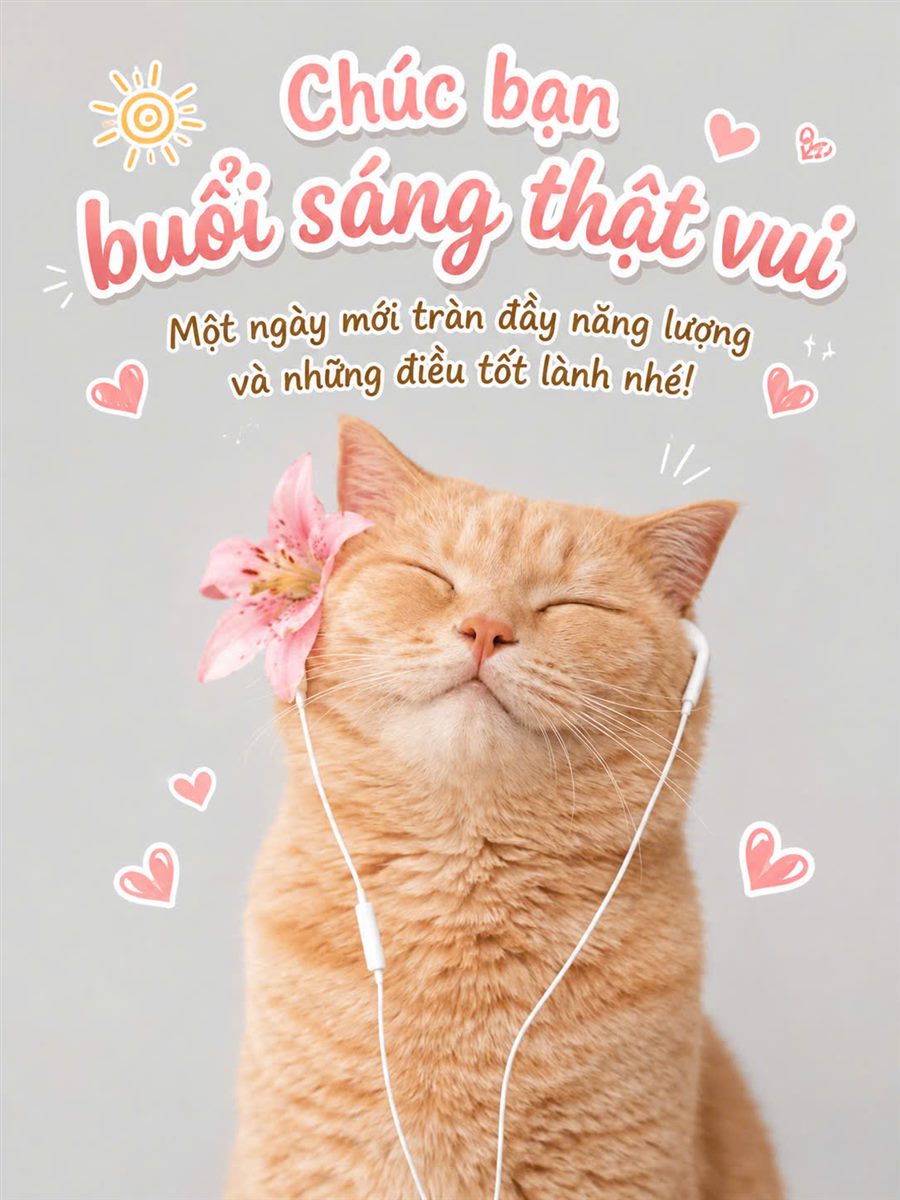 Chúc bạn
buổi sáng thật vui
Một ngày mới tràn đầy năng lượng
và những điều tốt lành nhé!